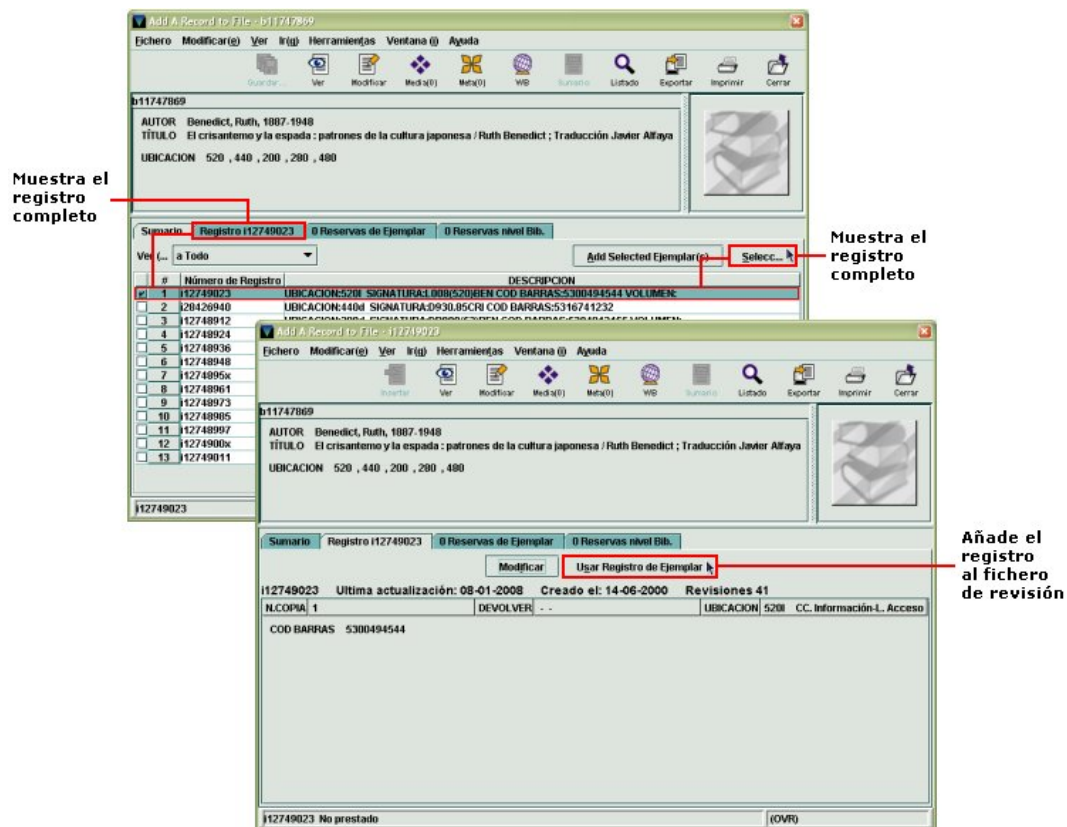 Add A Record to File - b11747869
Fichero Modificar(e) Ver Ir(g) Herramientas Ventana (i) Ayuda
Guardar... Ver Modificar Media(0) Meta(0) WB Sumario Listado Exportar Imprimir Cerrar
b11747869
AUTOR Benedict, Ruth, 1887-1948
TÍTULO El crisantemo y la espada : patrones de la cultura japonesa / Ruth Benedict ; Traducción Javier Alfaya
UBICACION 520 , 440 , 200 , 280 , 480
Muestra el
registro
completo
Sumario Registro i12749023 0 Reservas de Ejemplar 0 Reservas nivel Bib.
Ver (... a Todo Add Selected Ejemplar(s) Selecc...
Muestra el
registro
completo
# Número de Registro DESCRIPCION
1 i12749023 UBICACION:520I SIGNATURA:L008(520)BEN COD BARRAS:5300494544 VOLUMEN:
2 i28426940 UBICACION:440d SIGNATURA:D930.85CRI COD BARRAS:5316741232
3 i12748912
4 i12748924
5 i12748936
6 i12748948
7 i1274895x
8 i12748961
9 i12748973
10 i12748985
11 i12748997
12 i1274900x
13 i12749011
i12749023
Add A Record to File - i12749023
Fichero Modificar(e) Ver Ir(g) Herramientas Ventana (i) Ayuda
Insertar Ver Modificar Media(0) Meta(0) WB Sumario Listado Exportar Imprimir Cerrar
b11747869
AUTOR Benedict, Ruth, 1887-1948
TÍTULO El crisantemo y la espada : patrones de la cultura japonesa / Ruth Benedict ; Traducción Javier Alfaya
UBICACION 520 , 440 , 200 , 280 , 480
Sumario Registro i12749023 0 Reservas de Ejemplar 0 Reservas nivel Bib.
Modificar Usar Registro de Ejemplar
Añade el
registro
al fichero
de revisión
i12749023 Ultima actualización: 08-01-2008 Creado el: 14-06-2000 Revisiones 41
N.COPIA 1 DEVOLVER - - UBICACION 520I CC. Información-L. Acceso
COD BARRAS 5300494544
i12749023 No prestado (OVR)